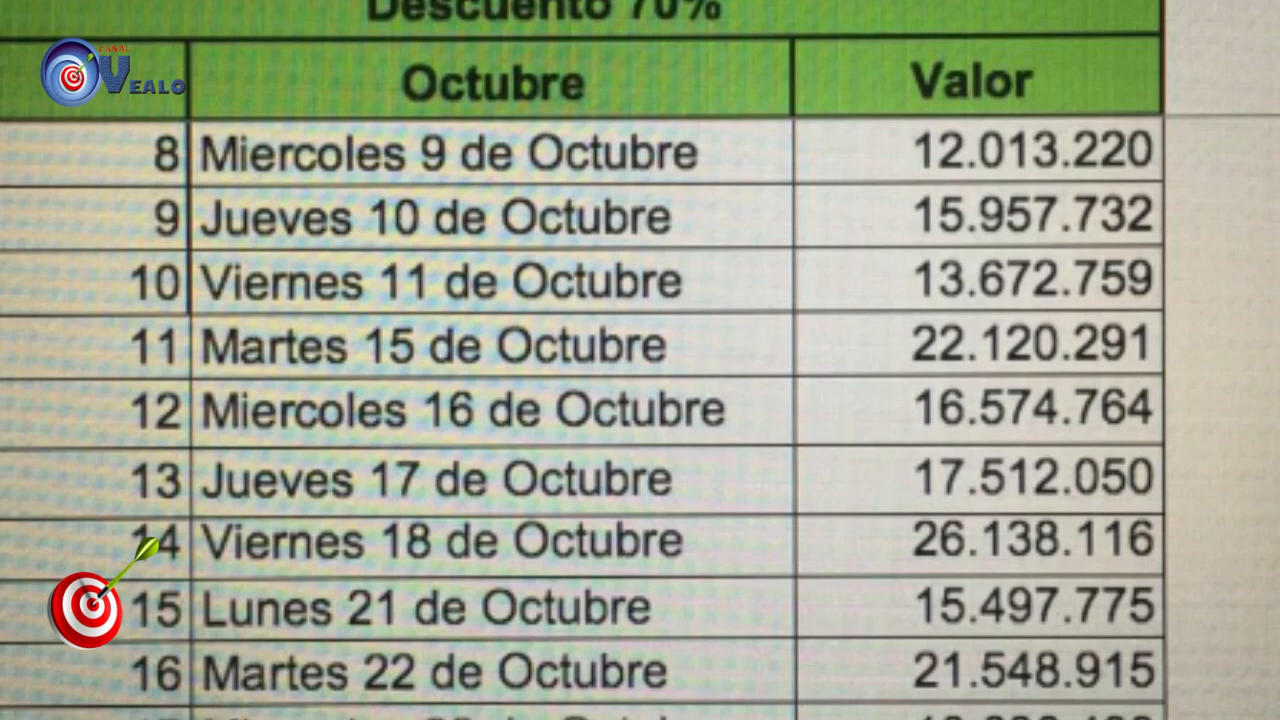 Descuento 70%
CANAL
VEALO
Octubre Valor
8 Miercoles 9 de Octubre 12.013.220
9 Jueves 10 de Octubre 15.957.732
10 Viernes 11 de Octubre 13.672.759
11 Martes 15 de Octubre 22.120.291
12 Miercoles 16 de Octubre 16.574.764
13 Jueves 17 de Octubre 17.512.050
14 Viernes 18 de Octubre 26.138.116
15 Lunes 21 de Octubre 15.497.775
16 Martes 22 de Octubre 21.548.915